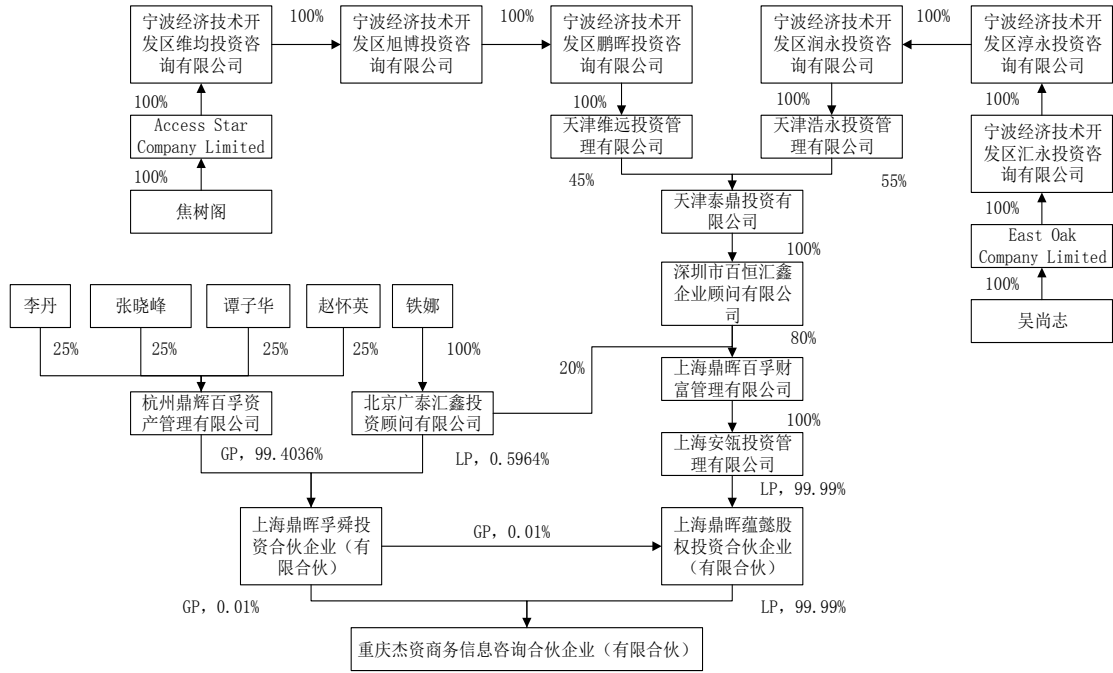 宁波经济技术开
发区维均投资咨
询有限公司
100%
宁波经济技术开
发区旭博投资咨
询有限公司
100%
宁波经济技术开
发区鹏晖投资咨
询有限公司
宁波经济技术开
发区润永投资咨
询有限公司
100%
宁波经济技术开
发区淳永投资咨
询有限公司
100%
100%
100%
100%
Access Star
Company Limited
天津维远投资管
理有限公司
天津浩永投资管
理有限公司
宁波经济技术开
发区汇永投资咨
询有限公司
100%
45%
55%
焦树阁
天津泰鼎投资有
限公司
100%
East Oak
Company Limited
100%
深圳市百恒汇鑫
企业顾问有限公
司
100%
李丹
张晓峰
谭子华
赵怀英
铁娜
吴尚志
25%
25%
25%
25%
100%
80%
20%
上海鼎晖百孚财
富管理有限公司
杭州鼎辉百孚资
产管理有限公司
北京广泰汇鑫投
资顾问有限公司
100%
上海安瓴投资管
理有限公司
GP，99.4036%
LP，0.5964%
LP，99.99%
上海鼎晖孚舜投
资合伙企业（有
限合伙）
GP，0.01%
上海鼎晖蕴懿股
权投资合伙企业
（有限合伙）
GP，0.01%
LP，99.99%
重庆杰资商务信息咨询合伙企业（有限合伙）